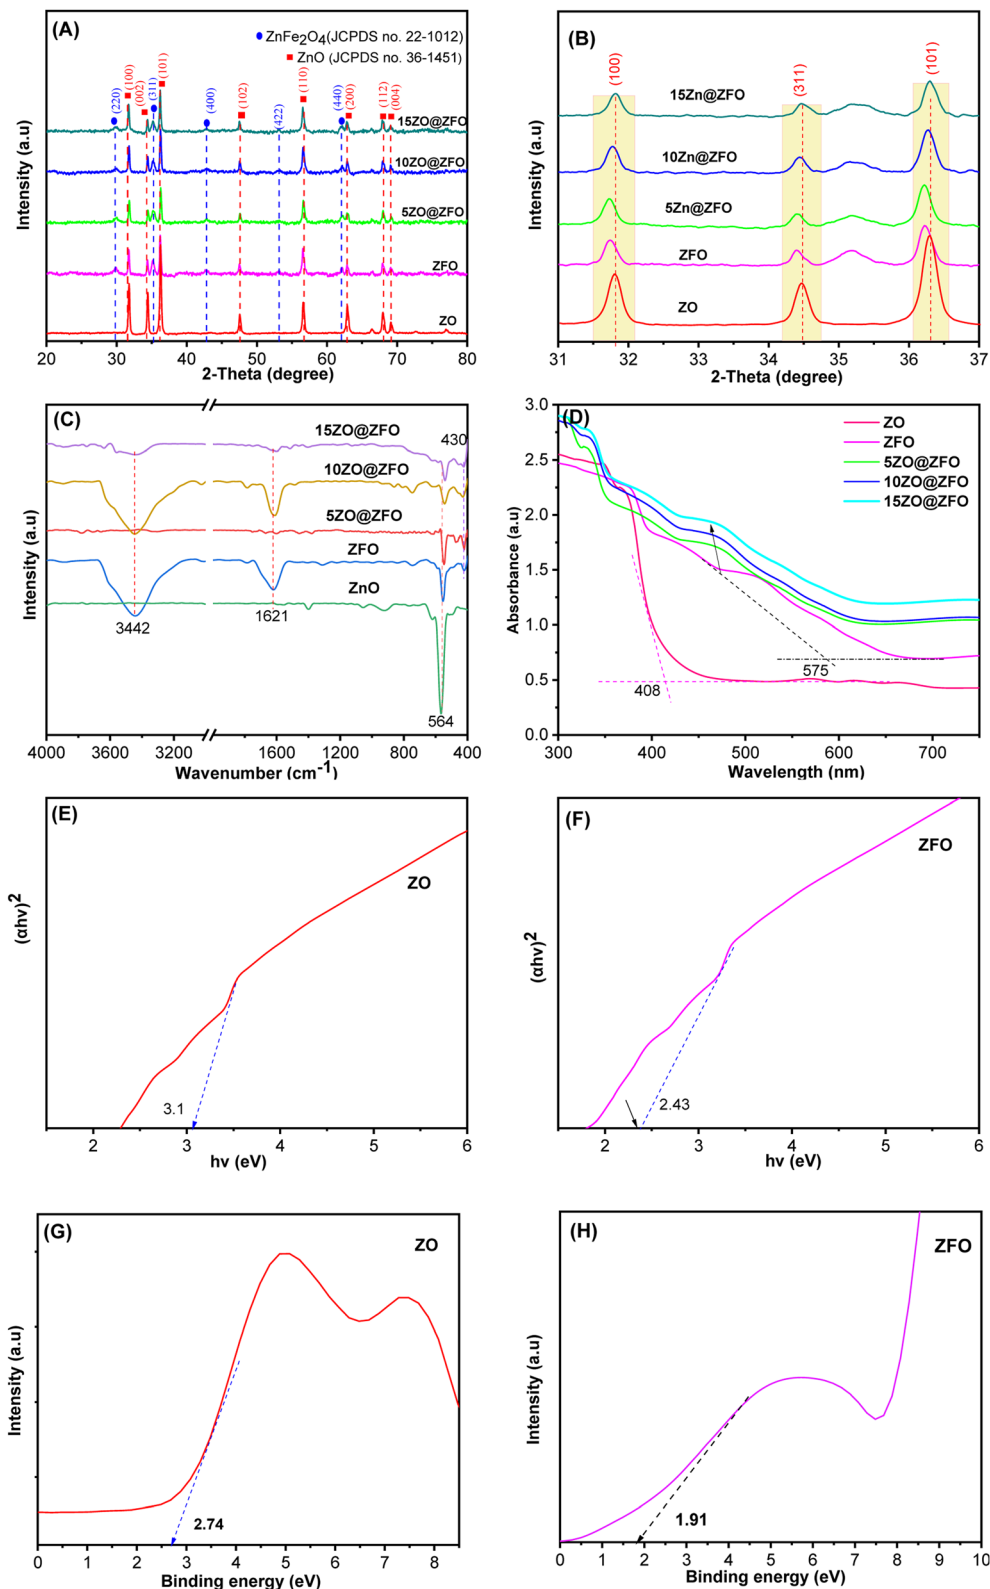 (A)
ZnFe2O4(JCPDS no. 22-1012)
ZnO (JCPDS no. 36-1451)
(220)
(100)
(002)
(311)
(101)
(400)
(102)
(422)
(110)
(440)
(200)
(112)
(004)
15ZO@ZFO
10ZO@ZFO
5ZO@ZFO
ZFO
ZO
Intensity (a.u)
20 30 40 50 60 70 80
2-Theta (degree)
(B)
(100)
(311)
(101)
15Zn@ZFO
10Zn@ZFO
5Zn@ZFO
ZFO
ZO
Intensity (a.u)
31 32 33 34 35 36 37
2-Theta (degree)
(C)
15ZO@ZFO
430
10ZO@ZFO
5ZO@ZFO
ZFO
ZnO
3442
1621
564
Intensity (a.u)
4000 3200 1600 1200 800 400
Wavenumber (cm-1)
(D)
ZO
ZFO
5ZO@ZFO
10ZO@ZFO
15ZO@ZFO
3.0
2.5
2.0
1.5
1.0
0.5
0.0
408
575
Absorbance (a.u)
300 400 500 600 700
Wavelength (nm)
(E)
ZO
(αhv)2
3.1
2 3 4 5 6
hv (eV)
(F)
ZFO
(αhv)2
2.43
2 3 4 5 6
hv (eV)
(G)
ZO
Intensity (a.u)
2.74
0 1 2 3 4 5 6 7 8
Binding energy (eV)
(H)
ZFO
Intensity (a.u)
1.91
0 1 2 3 4 5 6 7 8 9 10
Binding energy (eV)